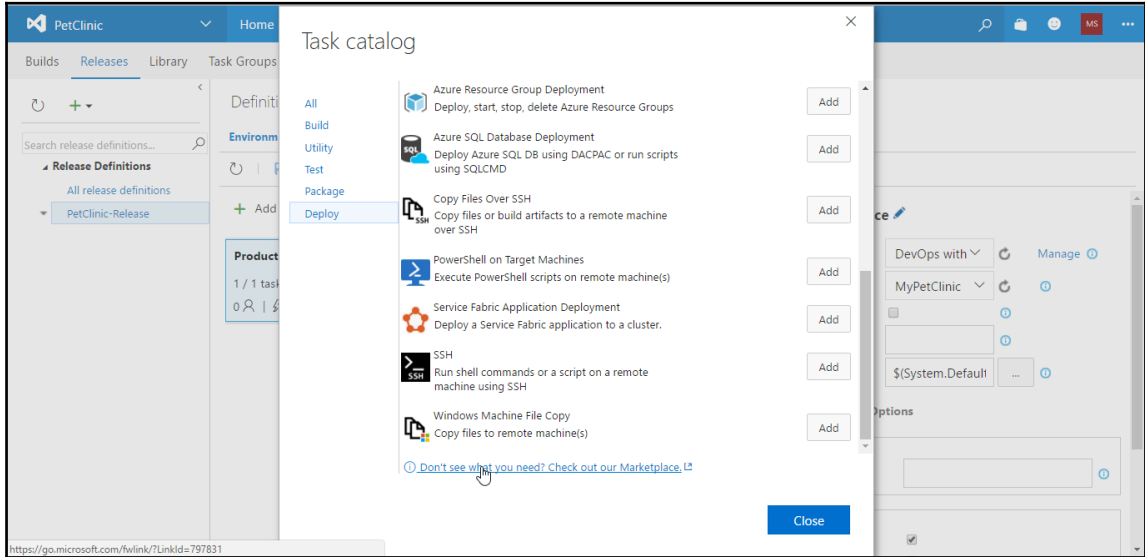 PetClinic
Home
MS
Builds Releases Library Task Groups
Search release definitions...
Release Definitions
All release definitions
PetClinic-Release
Environm
Add
Product
1 / 1 task
0
Task catalog
All
Build
Utility
Test
Package
Deploy
Azure Resource Group Deployment
Deploy, start, stop, delete Azure Resource Groups
Add
Azure SQL Database Deployment
Deploy Azure SQL DB using DACPAC or run scripts
using SQLCMD
Add
Copy Files Over SSH
Copy files or build artifacts to a remote machine
over SSH
Add
PowerShell on Target Machines
Execute PowerShell scripts on remote machine(s)
Add
Service Fabric Application Deployment
Deploy a Service Fabric application to a cluster.
Add
SSH
Run shell commands or a script on a remote
machine using SSH
Add
Windows Machine File Copy
Copy files to remote machine(s)
Add
Don't see what you need? Check out our Marketplace.
Close
ce
DevOps with
Manage
MyPetClinic
$(System.Default
...
Options
https://go.microsoft.com/fwlink/?LinkId=797831